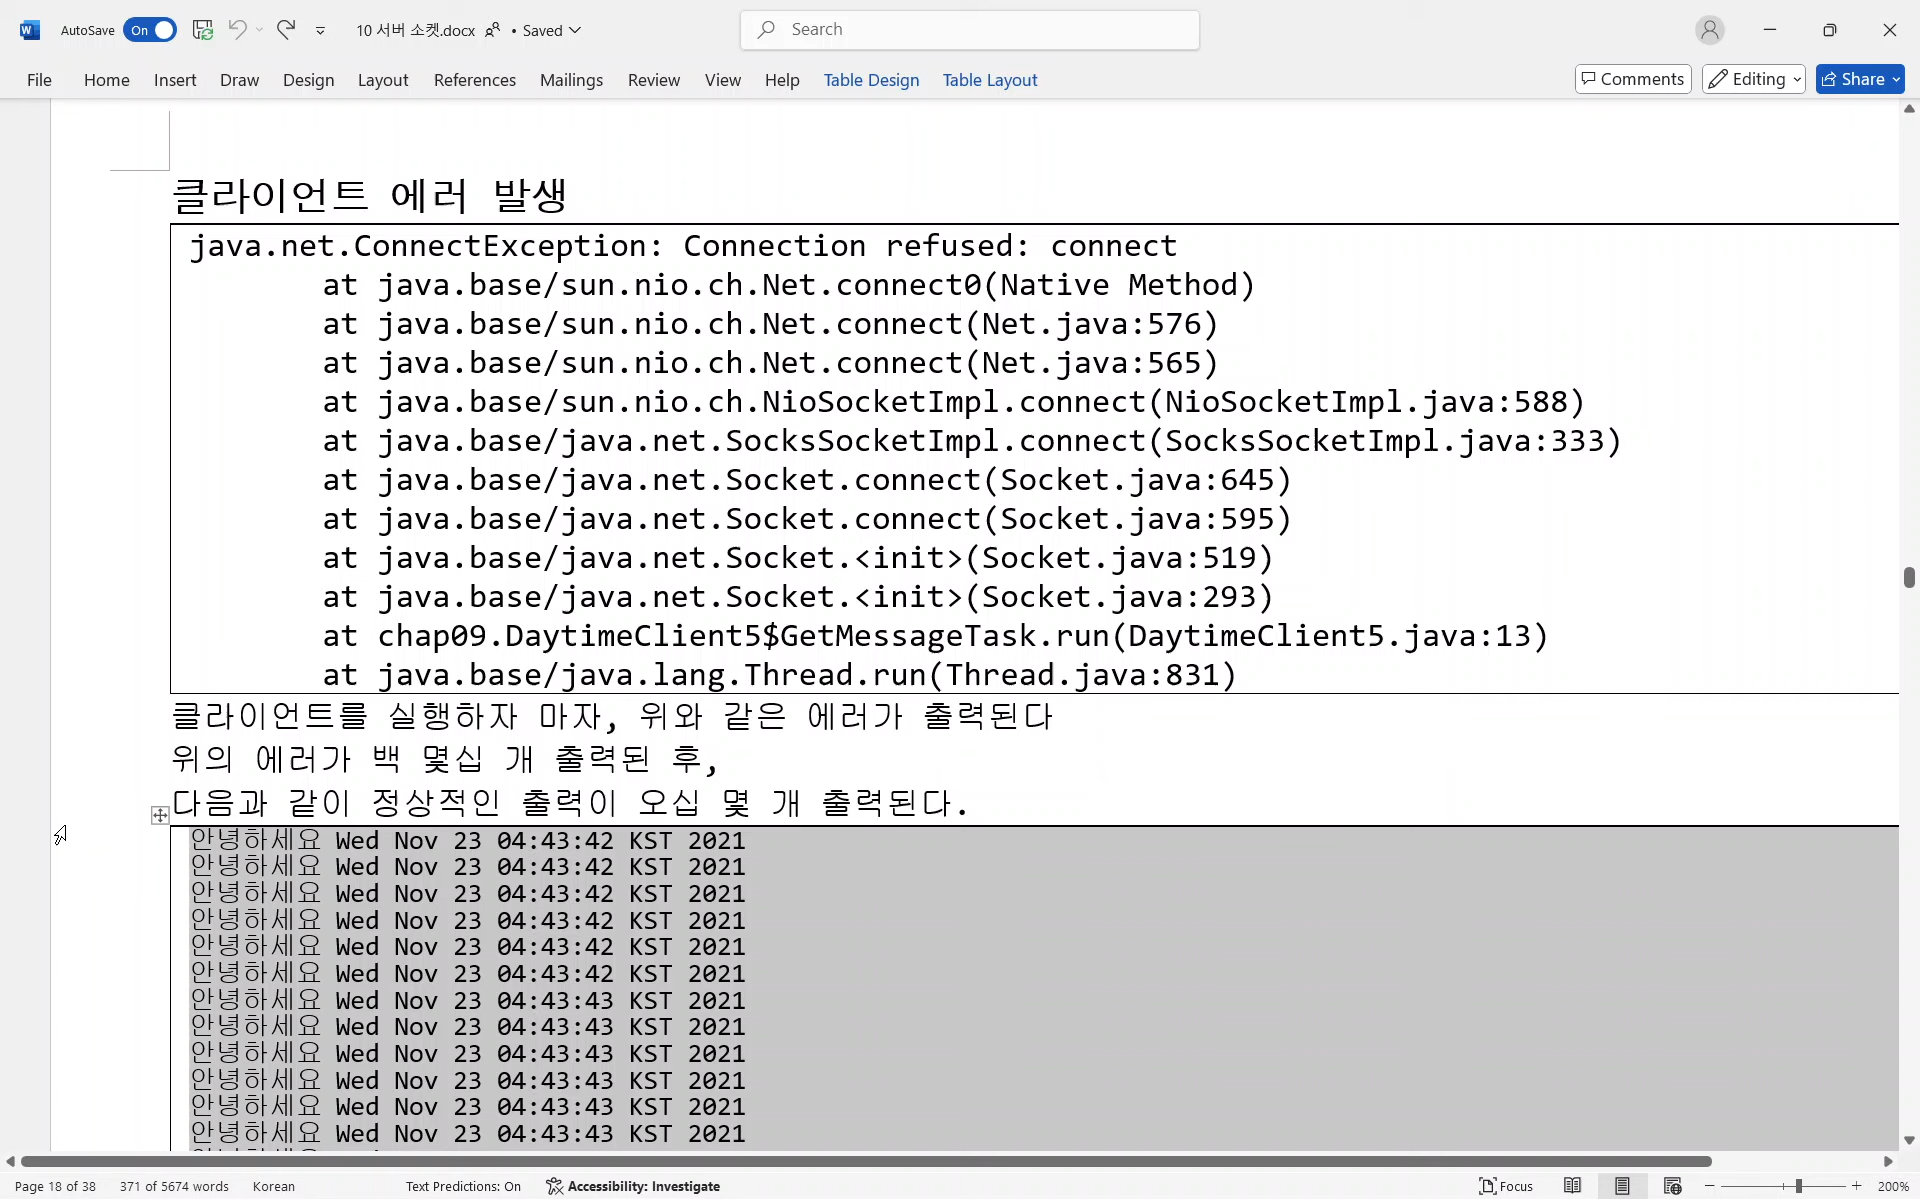 AutoSave On 10 서버 소켓.docx • Saved Search
File Home Insert Draw Design Layout References Mailings Review View Help Table Design Table Layout Comments Editing Share
클라이언트 에러 발생
java.net.ConnectException: Connection refused: connect
at java.base/sun.nio.ch.Net.connect0(Native Method)
at java.base/sun.nio.ch.Net.connect(Net.java:576)
at java.base/sun.nio.ch.Net.connect(Net.java:565)
at java.base/sun.nio.ch.NioSocketImpl.connect(NioSocketImpl.java:588)
at java.base/java.net.SocksSocketImpl.connect(SocksSocketImpl.java:333)
at java.base/java.net.Socket.connect(Socket.java:645)
at java.base/java.net.Socket.connect(Socket.java:595)
at java.base/java.net.Socket.<init>(Socket.java:519)
at java.base/java.net.Socket.<init>(Socket.java:293)
at chap09.DaytimeClient5$GetMessageTask.run(DaytimeClient5.java:13)
at java.base/java.lang.Thread.run(Thread.java:831)
클라이언트를 실행하자 마자, 위와 같은 에러가 출력된다
위의 에러가 백 몇십 개 출력된 후,
다음과 같이 정상적인 출력이 오십 몇 개 출력된다.
안녕하세요 Wed Nov 23 04:43:42 KST 2021
안녕하세요 Wed Nov 23 04:43:42 KST 2021
안녕하세요 Wed Nov 23 04:43:42 KST 2021
안녕하세요 Wed Nov 23 04:43:42 KST 2021
안녕하세요 Wed Nov 23 04:43:42 KST 2021
안녕하세요 Wed Nov 23 04:43:42 KST 2021
안녕하세요 Wed Nov 23 04:43:43 KST 2021
안녕하세요 Wed Nov 23 04:43:43 KST 2021
안녕하세요 Wed Nov 23 04:43:43 KST 2021
안녕하세요 Wed Nov 23 04:43:43 KST 2021
안녕하세요 Wed Nov 23 04:43:43 KST 2021
안녕하세요 Wed Nov 23 04:43:43 KST 2021
Page 18 of 38 371 of 5674 words Korean Text Predictions: On Accessibility: Investigate Focus 200%